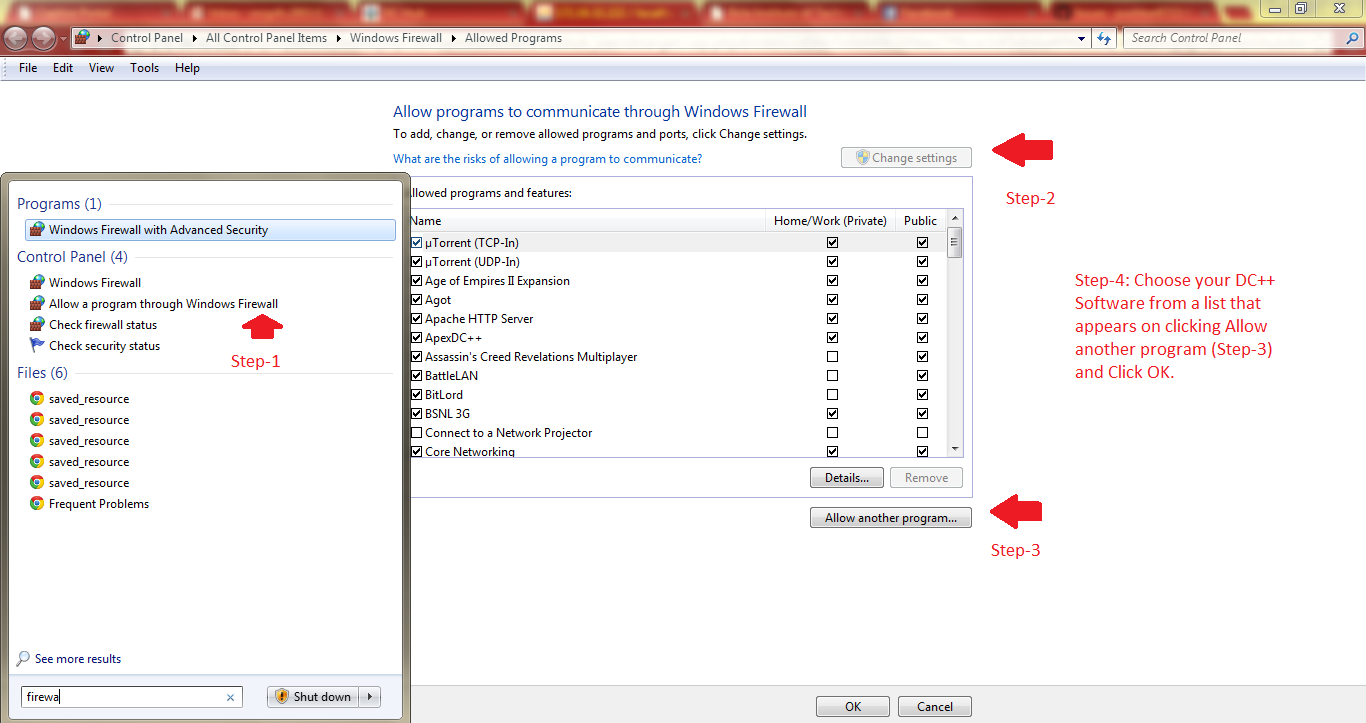 Control Panel
All Control Panel Items
Windows Firewall
Allowed Programs
Search Control Panel
File Edit View Tools Help
Allow programs to communicate through Windows Firewall
To add, change, or remove allowed programs and ports, click Change settings.
What are the risks of allowing a program to communicate?
Change settings
Step-2
llowed programs and features:
Name Home/Work (Private) Public
µTorrent (TCP-In)
µTorrent (UDP-In)
Age of Empires II Expansion
Agot
Apache HTTP Server
ApexDC++
Assassin's Creed Revelations Multiplayer
BattleLAN
BitLord
BSNL 3G
Connect to a Network Projector
Core Networking
Details...
Remove
Allow another program...
Step-3
Step-4: Choose your DC++
Software from a list that
appears on clicking Allow
another program (Step-3)
and Click OK.
Programs (1)
Windows Firewall with Advanced Security
Control Panel (4)
Windows Firewall
Allow a program through Windows Firewall
Check firewall status
Check security status
Step-1
Files (6)
saved_resource
saved_resource
saved_resource
saved_resource
saved_resource
Frequent Problems
See more results
firewa
Shut down
OK
Cancel